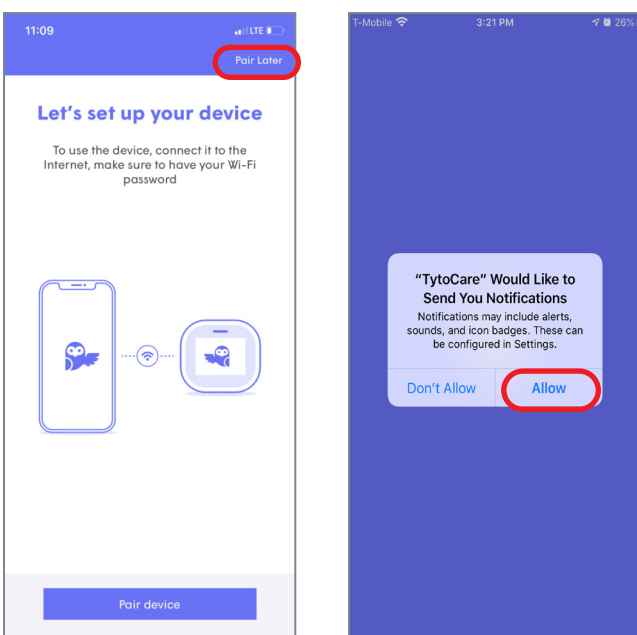 11:09
LTE
Pair Later
Let's set up your device
To use the device, connect it to the
Internet, make sure to have your Wi-Fi
password
Pair device
T-Mobile
3:21 PM
26%
"TytoCare" Would Like to
Send You Notifications
Notifications may include alerts,
sounds, and icon badges. These can
be configured in Settings.
Don't Allow
Allow